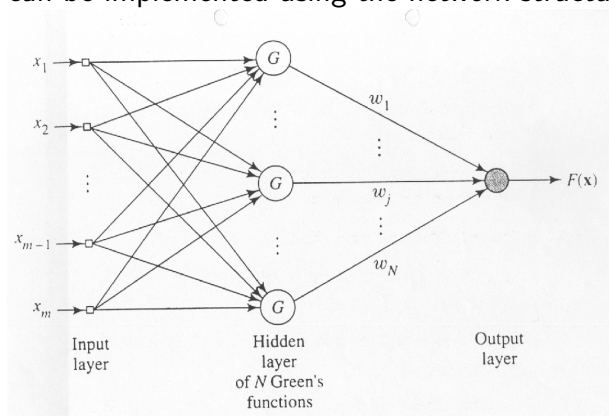 can be implemented using the network structu
x1
G
w1
x2
G
wj
F(x)
xm-1
wN
xm
G
Input
layer
Hidden
layer
of N Green's
functions
Output
layer